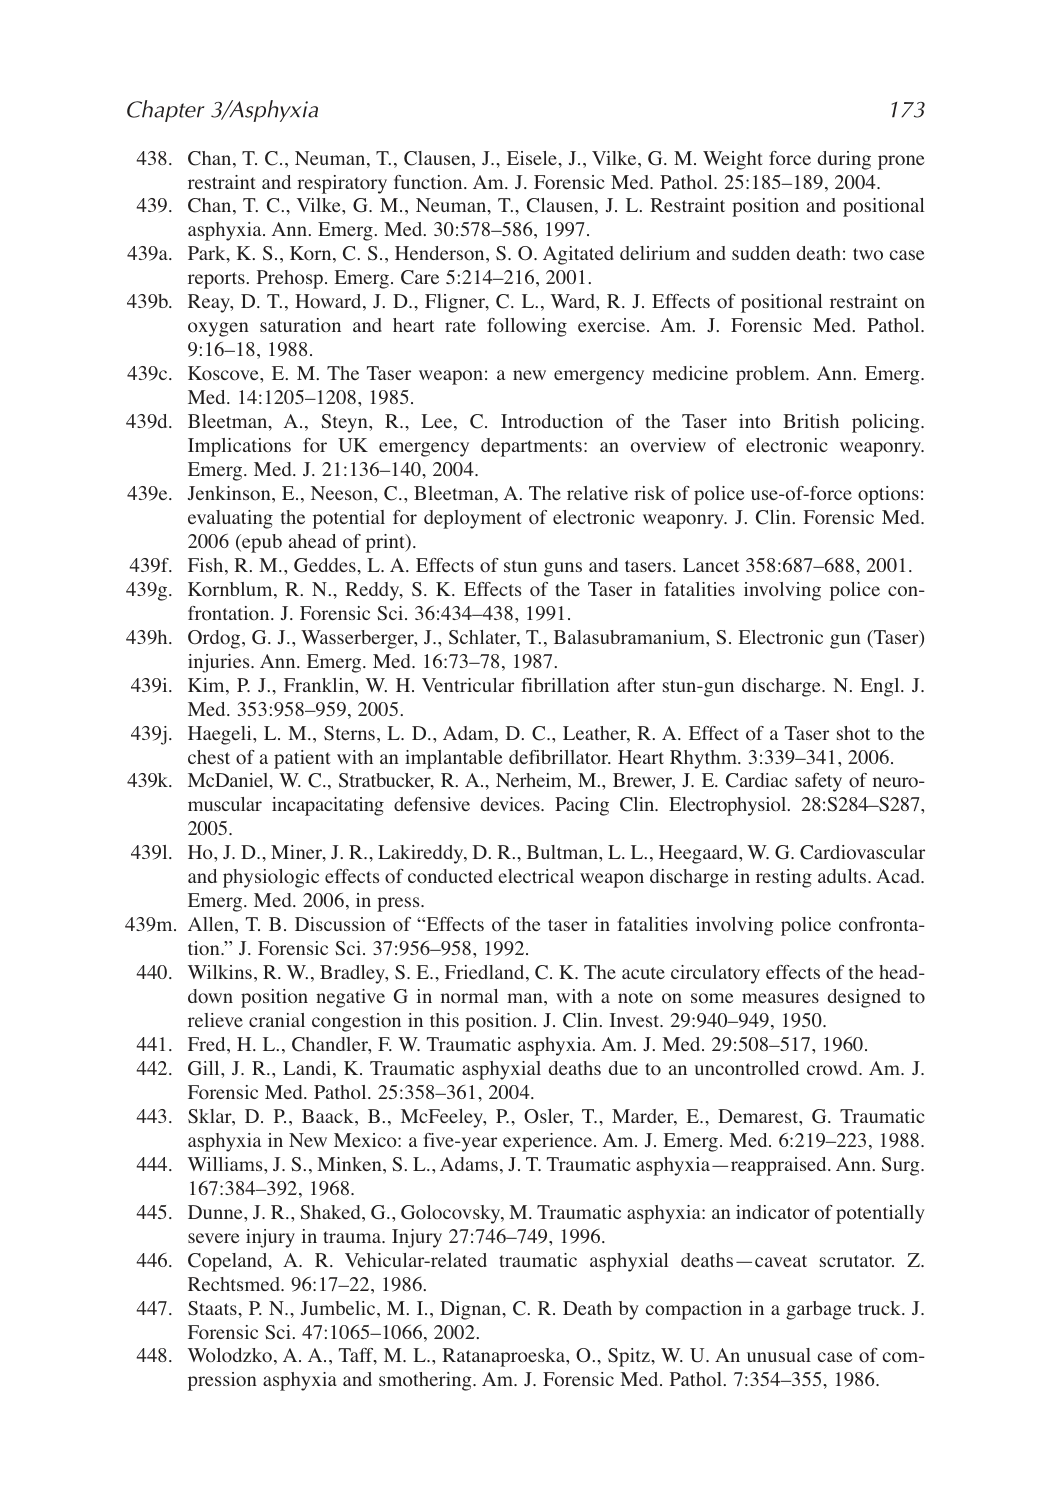 Chapter 3/Asphyxia 173
438. Chan, T. C., Neuman, T., Clausen, J., Eisele, J., Vilke, G. M. Weight force during prone
restraint and respiratory function. Am. J. Forensic Med. Pathol. 25:185–189, 2004.
439. Chan, T. C., Vilke, G. M., Neuman, T., Clausen, J. L. Restraint position and positional
asphyxia. Ann. Emerg. Med. 30:578–586, 1997.
439a. Park, K. S., Korn, C. S., Henderson, S. O. Agitated delirium and sudden death: two case
reports. Prehosp. Emerg. Care 5:214–216, 2001.
439b. Reay, D. T., Howard, J. D., Fligner, C. L., Ward, R. J. Effects of positional restraint on
oxygen saturation and heart rate following exercise. Am. J. Forensic Med. Pathol.
9:16–18, 1988.
439c. Koscove, E. M. The Taser weapon: a new emergency medicine problem. Ann. Emerg.
Med. 14:1205–1208, 1985.
439d. Bleetman, A., Steyn, R., Lee, C. Introduction of the Taser into British policing.
Implications for UK emergency departments: an overview of electronic weaponry.
Emerg. Med. J. 21:136–140, 2004.
439e. Jenkinson, E., Neeson, C., Bleetman, A. The relative risk of police use-of-force options:
evaluating the potential for deployment of electronic weaponry. J. Clin. Forensic Med.
2006 (epub ahead of print).
439f. Fish, R. M., Geddes, L. A. Effects of stun guns and tasers. Lancet 358:687–688, 2001.
439g. Kornblum, R. N., Reddy, S. K. Effects of the Taser in fatalities involving police con-
frontation. J. Forensic Sci. 36:434–438, 1991.
439h. Ordog, G. J., Wasserberger, J., Schlater, T., Balasubramanium, S. Electronic gun (Taser)
injuries. Ann. Emerg. Med. 16:73–78, 1987.
439i. Kim, P. J., Franklin, W. H. Ventricular fibrillation after stun-gun discharge. N. Engl. J.
Med. 353:958–959, 2005.
439j. Haegeli, L. M., Sterns, L. D., Adam, D. C., Leather, R. A. Effect of a Taser shot to the
chest of a patient with an implantable defibrillator. Heart Rhythm. 3:339–341, 2006.
439k. McDaniel, W. C., Stratbucker, R. A., Nerheim, M., Brewer, J. E. Cardiac safety of neuro-
muscular incapacitating defensive devices. Pacing Clin. Electrophysiol. 28:S284–S287,
2005.
439l. Ho, J. D., Miner, J. R., Lakireddy, D. R., Bultman, L. L., Heegaard, W. G. Cardiovascular
and physiologic effects of conducted electrical weapon discharge in resting adults. Acad.
Emerg. Med. 2006, in press.
439m. Allen, T. B. Discussion of “Effects of the taser in fatalities involving police confronta-
tion.” J. Forensic Sci. 37:956–958, 1992.
440. Wilkins, R. W., Bradley, S. E., Friedland, C. K. The acute circulatory effects of the head-
down position negative G in normal man, with a note on some measures designed to
relieve cranial congestion in this position. J. Clin. Invest. 29:940–949, 1950.
441. Fred, H. L., Chandler, F. W. Traumatic asphyxia. Am. J. Med. 29:508–517, 1960.
442. Gill, J. R., Landi, K. Traumatic asphyxial deaths due to an uncontrolled crowd. Am. J.
Forensic Med. Pathol. 25:358–361, 2004.
443. Sklar, D. P., Baack, B., McFeeley, P., Osler, T., Marder, E., Demarest, G. Traumatic
asphyxia in New Mexico: a five-year experience. Am. J. Emerg. Med. 6:219–223, 1988.
444. Williams, J. S., Minken, S. L., Adams, J. T. Traumatic asphyxia—reappraised. Ann. Surg.
167:384–392, 1968.
445. Dunne, J. R., Shaked, G., Golocovsky, M. Traumatic asphyxia: an indicator of potentially
severe injury in trauma. Injury 27:746–749, 1996.
446. Copeland, A. R. Vehicular-related traumatic asphyxial deaths—caveat scrutator. Z.
Rechtsmed. 96:17–22, 1986.
447. Staats, P. N., Jumbelic, M. I., Dignan, C. R. Death by compaction in a garbage truck. J.
Forensic Sci. 47:1065–1066, 2002.
448. Wolodzko, A. A., Taff, M. L., Ratanaproeska, O., Spitz, W. U. An unusual case of com-
pression asphyxia and smothering. Am. J. Forensic Med. Pathol. 7:354–355, 1986.